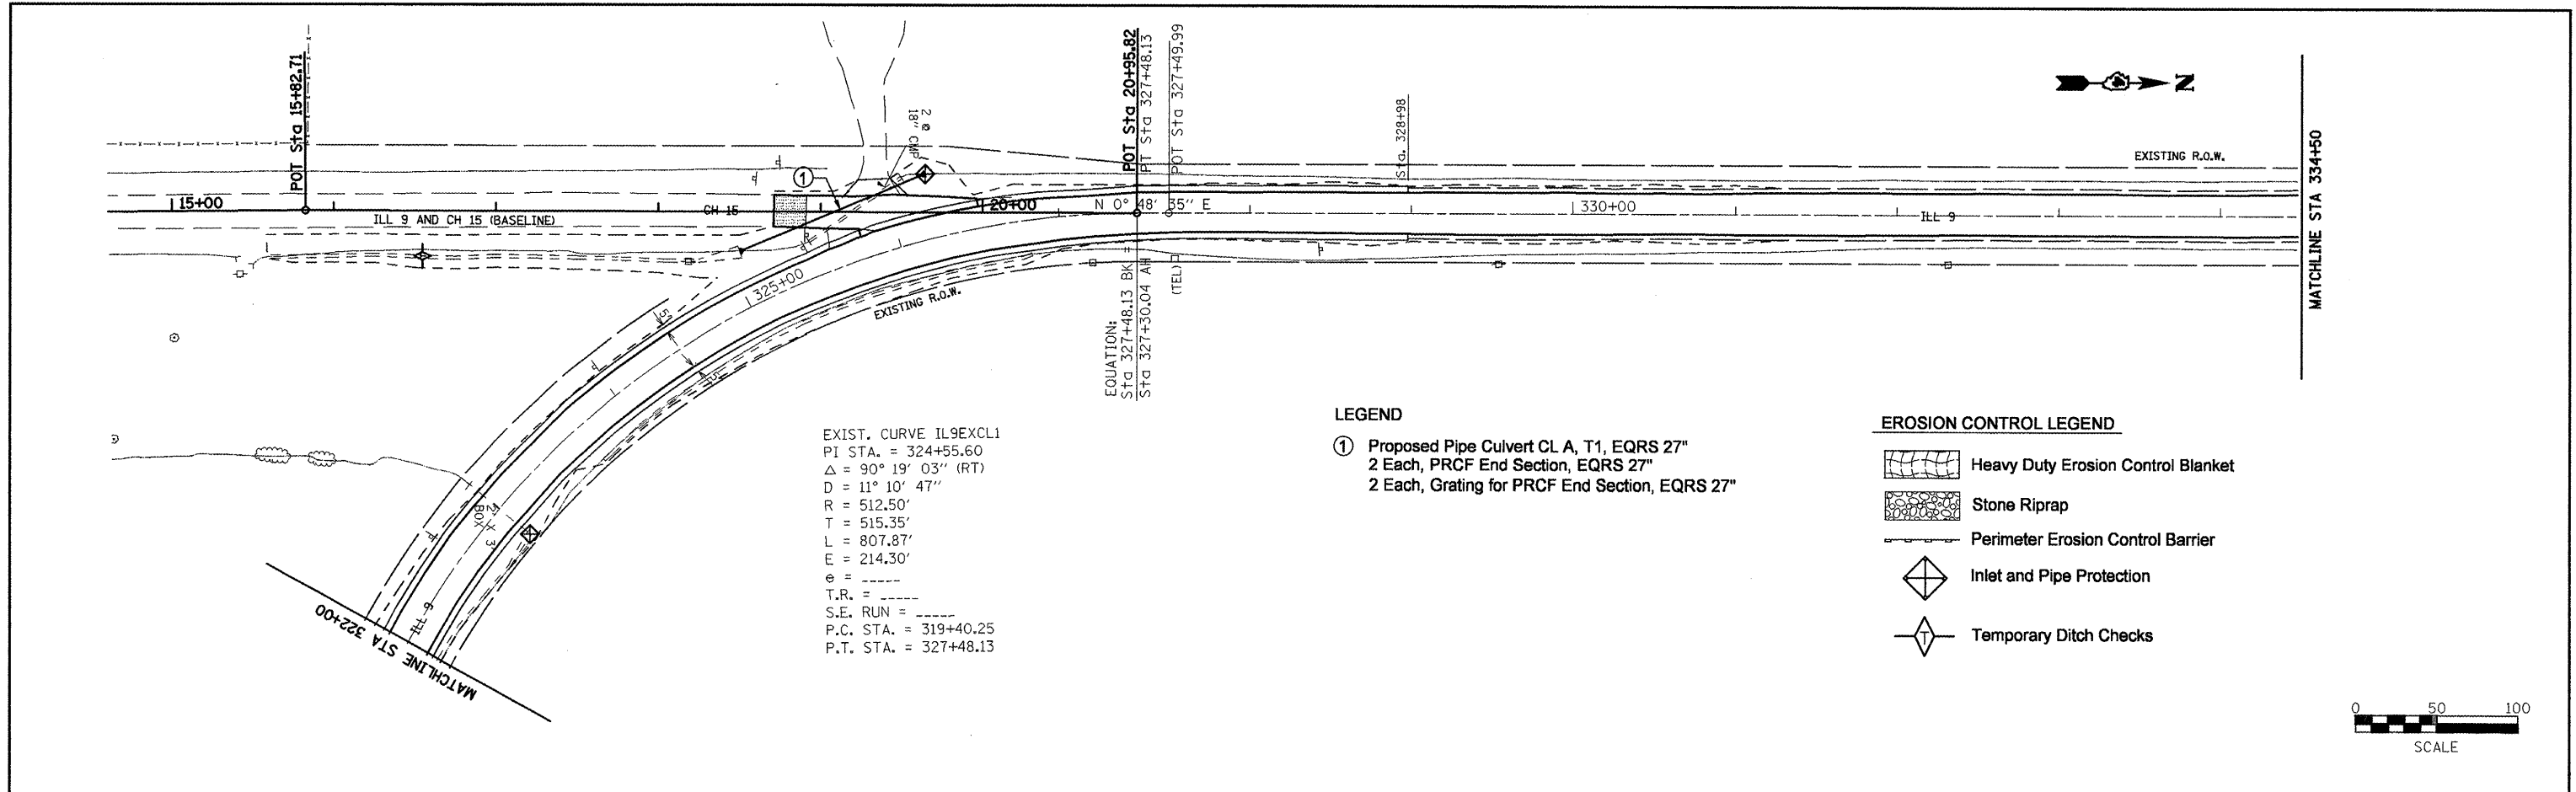 POT Sta 15+82.71
15+00
ILL 9 AND CH 15 (BASELINE)
CH 15
1
2 @
18" CMP
20+00
POT Sta 20+95.82
PT Sta 327+48.13
POT Sta 327+49.99
N 0° 48' 35" E
Sta. 328+98
330+00
ILL 9
EXISTING R.O.W.
N
MATCHLINE STA 334+50
325+00
5'
5'
EXISTING R.O.W.
EQUATION:
Sta 327+48.13 BK =
Sta 327+30.04 AH
(TEL)
2' X 3'
BOX
ILL 9
MATCHLINE STA 322+00
EXIST. CURVE IL9EXCL1
PI STA. = 324+55.60
Δ = 90° 19' 03" (RT)
D = 11° 10' 47"
R = 512.50'
T = 515.35'
L = 807.87'
E = 214.30'
e = -----
T.R. = -----
S.E. RUN = -----
P.C. STA. = 319+40.25
P.T. STA. = 327+48.13
LEGEND
1 Proposed Pipe Culvert CL A, T1, EQRS 27"
2 Each, PRCF End Section, EQRS 27"
2 Each, Grating for PRCF End Section, EQRS 27"
EROSION CONTROL LEGEND
Heavy Duty Erosion Control Blanket
Stone Riprap
Perimeter Erosion Control Barrier
Inlet and Pipe Protection
T Temporary Ditch Checks
0 50 100
SCALE